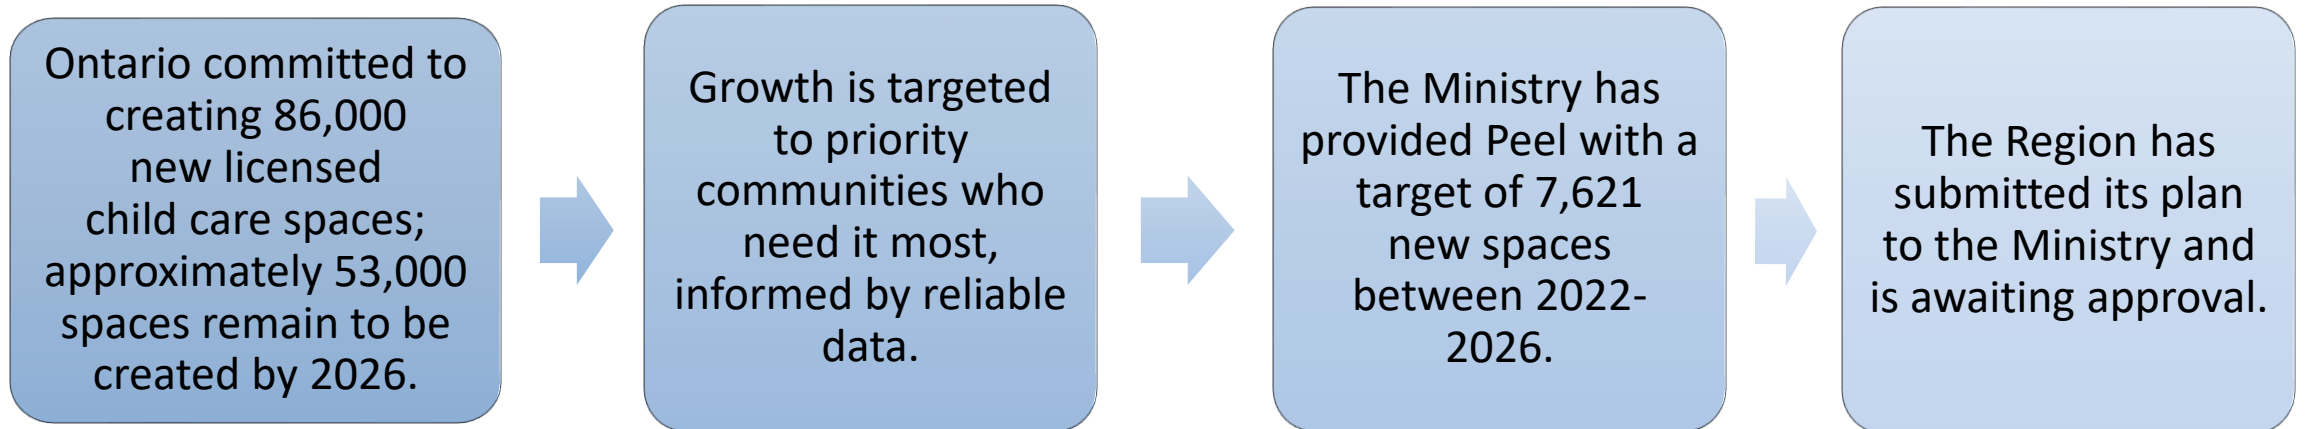 Ontario committed to
creating 86,000
new licensed
child care spaces;
approximately 53,000
spaces remain to be
created by 2026.
Growth is targeted
to priority
communities who
need it most,
informed by reliable
data.
The Ministry has
provided Peel with a
target of 7,621
new spaces
between 2022-
2026.
The Region has
submitted its plan
to the Ministry and
is awaiting approval.